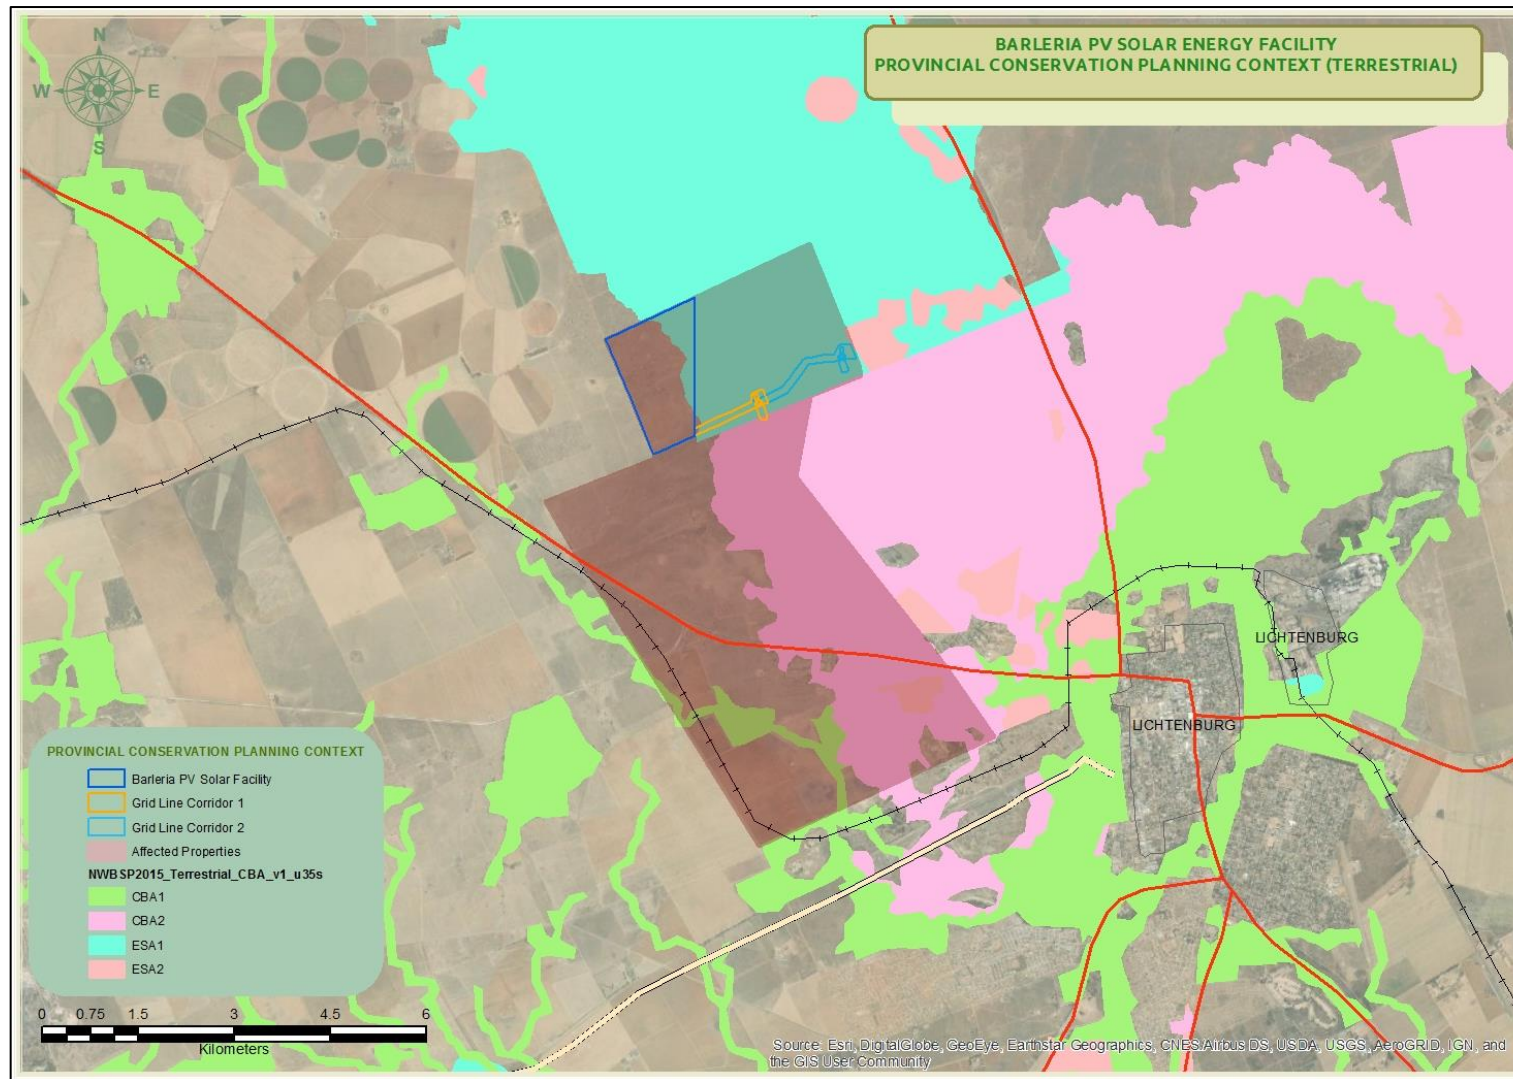 BARLERIA PV SOLAR ENERGY FACILITY
PROVINCIAL CONSERVATION PLANNING CONTEXT (TERRESTRIAL)
N
W E
S
LICHTENBURG
LICHTENBURG
PROVINCIAL CONSERVATION PLANNING CONTEXT
Barleria PV Solar Facility
Grid Line Corridor 1
Grid Line Corridor 2
Affected Properties
NWBSP2015_Terrestrial_CBA_v1_u35s
CBA1
CBA2
ESA1
ESA2
0 0.75 1.5 3 4.5 6
Kilometers
Source: Esri, DigitalGlobe, GeoEye, Earthstar Geographics, CNES/Airbus DS, USDA, USGS, AeroGRID, IGN, and
the GIS User Community